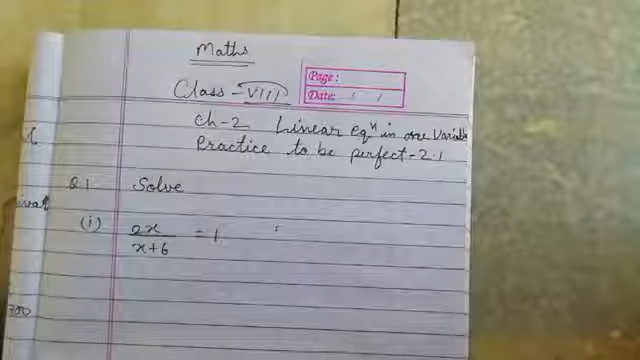 Maths
Class - VIII
Page:
Date: / /
Ch-2 Linear eqⁿ in one Variable
Practice to be perfect - 2.1
Q.1 Solve
(i) 2x
x+6
= 1